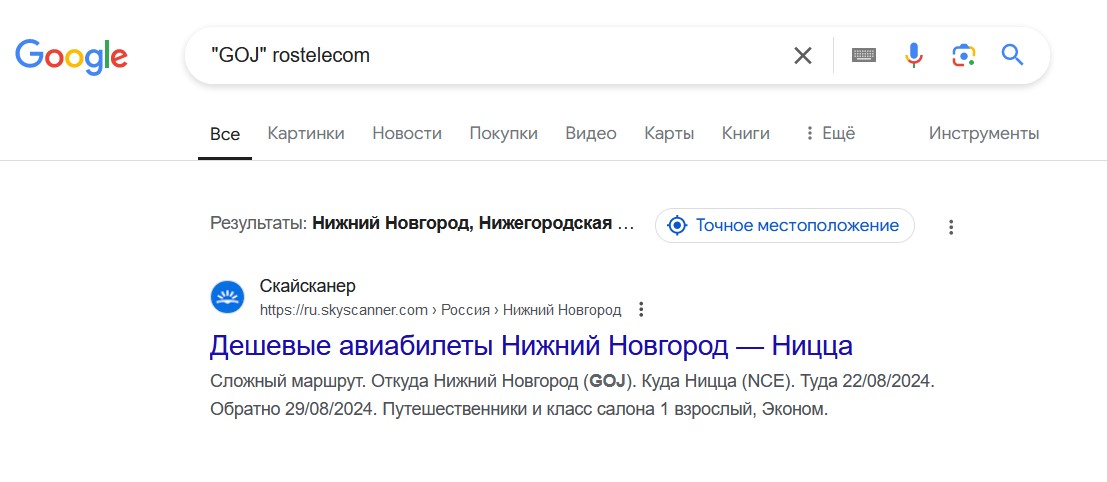 Google
"GOJ" rostelecom
Все Картинки Новости Покупки Видео Карты Книги Ещё Инструменты
Результаты: Нижний Новгород, Нижегородская ... Точное местоположение
Скайсканер
https://ru.skyscanner.com › Россия › Нижний Новгород
Дешевые авиабилеты Нижний Новгород — Ницца
Сложный маршрут. Откуда Нижний Новгород (GOJ). Куда Ницца (NCE). Туда 22/08/2024.
Обратно 29/08/2024. Путешественники и класс салона 1 взрослый, Эконом.